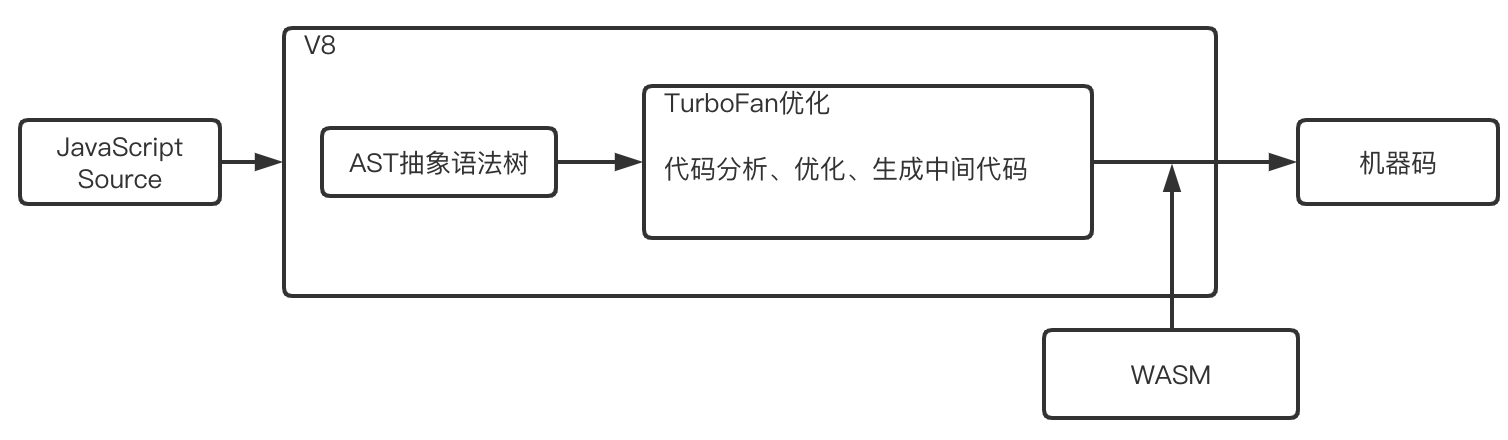 V8
TurboFan优化
JavaScript
Source
AST抽象语法树
代码分析、优化、生成中间代码
机器码
WASM